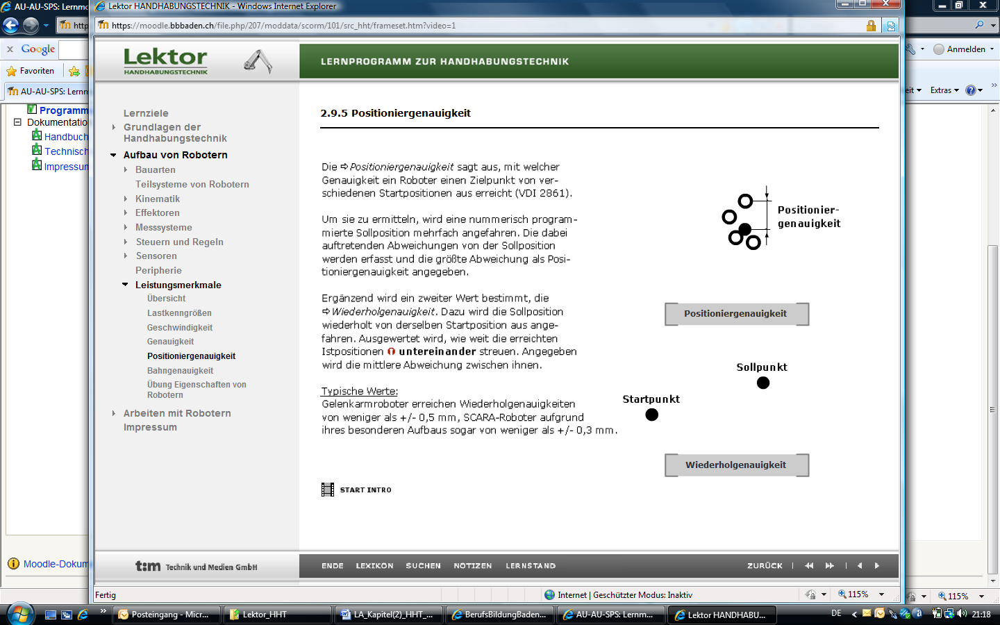 AU-AU-SPS: Lernmo
Lektor HANDHABUNGSTECHNIK - Windows Internet Explorer
http
https://moodle.bbbaden.ch/file.php/207/moddata/scorm/101/src_hht/frameset.htm?video=1
x Google
Anmelden
Favoriten
AU-AU-SPS: Lernm
eit
Extras
Programm
Dokumentatio
Handbuch
Technisch
Impressum
Moodle-Dokum
Lektor
HANDHABUNGSTECHNIK
LERNPROGRAMM ZUR HANDHABUNGSTECHNIK
Lernziele
Grundlagen der
Handhabungstechnik
Aufbau von Robotern
Bauarten
Teilsysteme von Robotern
Kinematik
Effektoren
Messsysteme
Steuern und Regeln
Sensoren
Peripherie
Leistungsmerkmale
Übersicht
Lastkenngrößen
Geschwindigkeit
Genauigkeit
Positioniergenauigkeit
Bahngenauigkeit
Übung Eigenschaften von
Robotern
Arbeiten mit Robotern
Impressum
2.9.5 Positioniergenauigkeit
Die ⇨ Positioniergenauigkeit sagt aus, mit welcher
Genauigkeit ein Roboter einen Zielpunkt von ver-
schiedenen Startpositionen aus erreicht (VDI 2861).
Um sie zu ermitteln, wird eine nummerisch program-
mierte Sollposition mehrfach angefahren. Die dabei
auftretenden Abweichungen von der Sollposition
werden erfasst und die größte Abweichung als Posi-
tioniergenauigkeit angegeben.
Ergänzend wird ein zweiter Wert bestimmt, die
⇨ Wiederholgenauigkeit. Dazu wird die Sollposition
wiederholt von derselben Startposition aus ange-
fahren. Ausgewertet wird, wie weit die erreichten
Istpositionen untereinander streuen. Angegeben
wird die mittlere Abweichung zwischen ihnen.
Typische Werte:
Gelenkarmroboter erreichen Wiederholgenauigkeiten
von weniger als +/- 0,5 mm, SCARA-Roboter aufgrund
ihres besonderen Aufbaus sogar von weniger als +/- 0,3 mm.
START INTRO
Positionier-
genauigkeit
Positioniergenauigkeit
Sollpunkt
Startpunkt
Wiederholgenauigkeit
t:m Technik und Medien GmbH
ENDE LEXIKON SUCHEN NOTIZEN LERNSTAND ZURÜCK
Fertig
Internet | Geschützter Modus: Inaktiv
115%
115%
Posteingang - Micr...
Lektor_HHT
LA_Kapitel(2)_HHT_...
BerufsBildungBaden...
AU-AU-SPS: Lernm...
Lektor HANDHABU...
DE
21:18